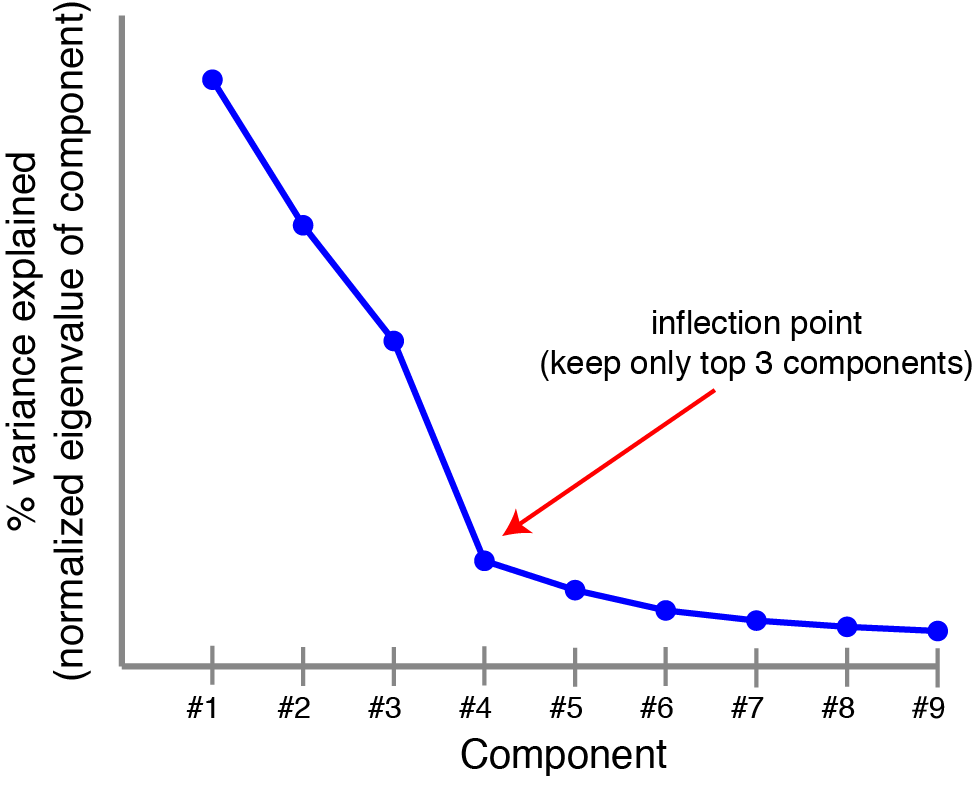 % variance explained
(normalized eigenvalue of component)
inflection point
(keep only top 3 components)
#1 #2 #3 #4 #5 #6 #7 #8 #9
Component